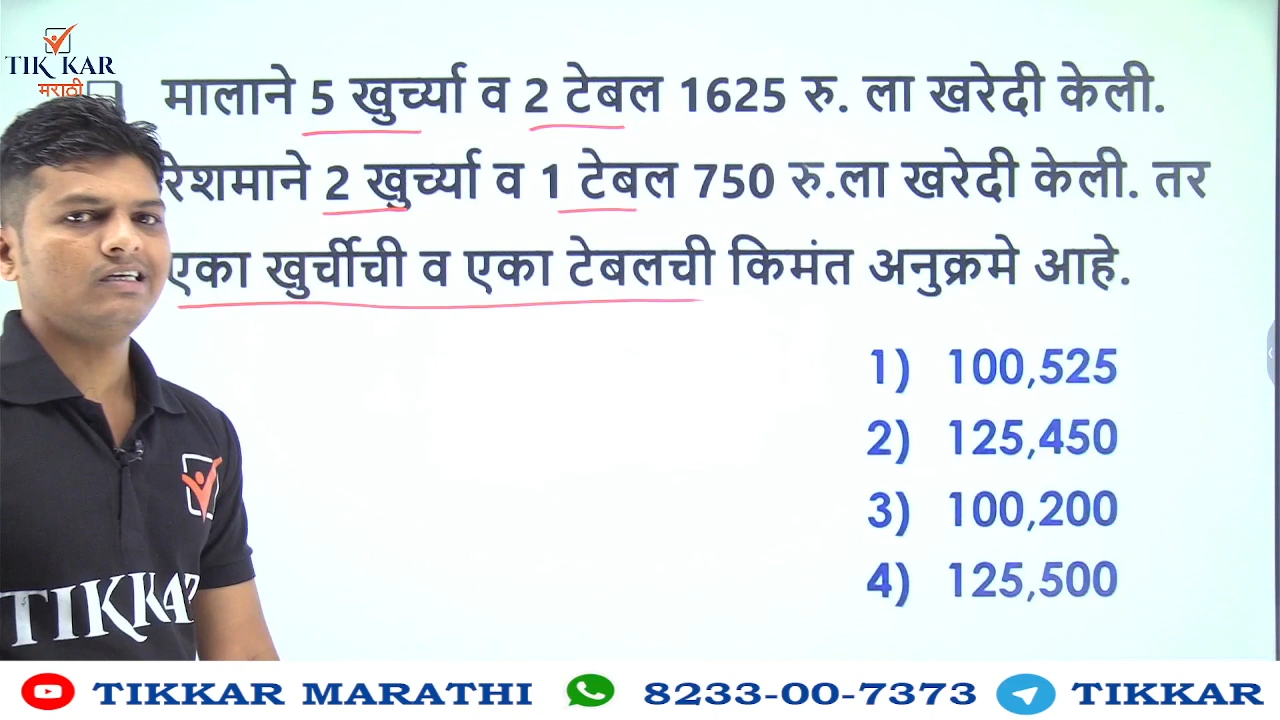 TIKKAR
मराठी
मालाने 5 खुर्च्या व 2 टेबल 1625 रु. ला खरेदी केली.
रेशमाने 2 खुर्च्या व 1 टेबल 750 रु.ला खरेदी केली. तर
एका खुर्चीची व एका टेबलची किमंत अनुक्रमे आहे.
1) 100,525
2) 125,450
3) 100,200
4) 125,500
TIKKA
TIKKAR MARATHI 8233-00-7373 TIKKAR